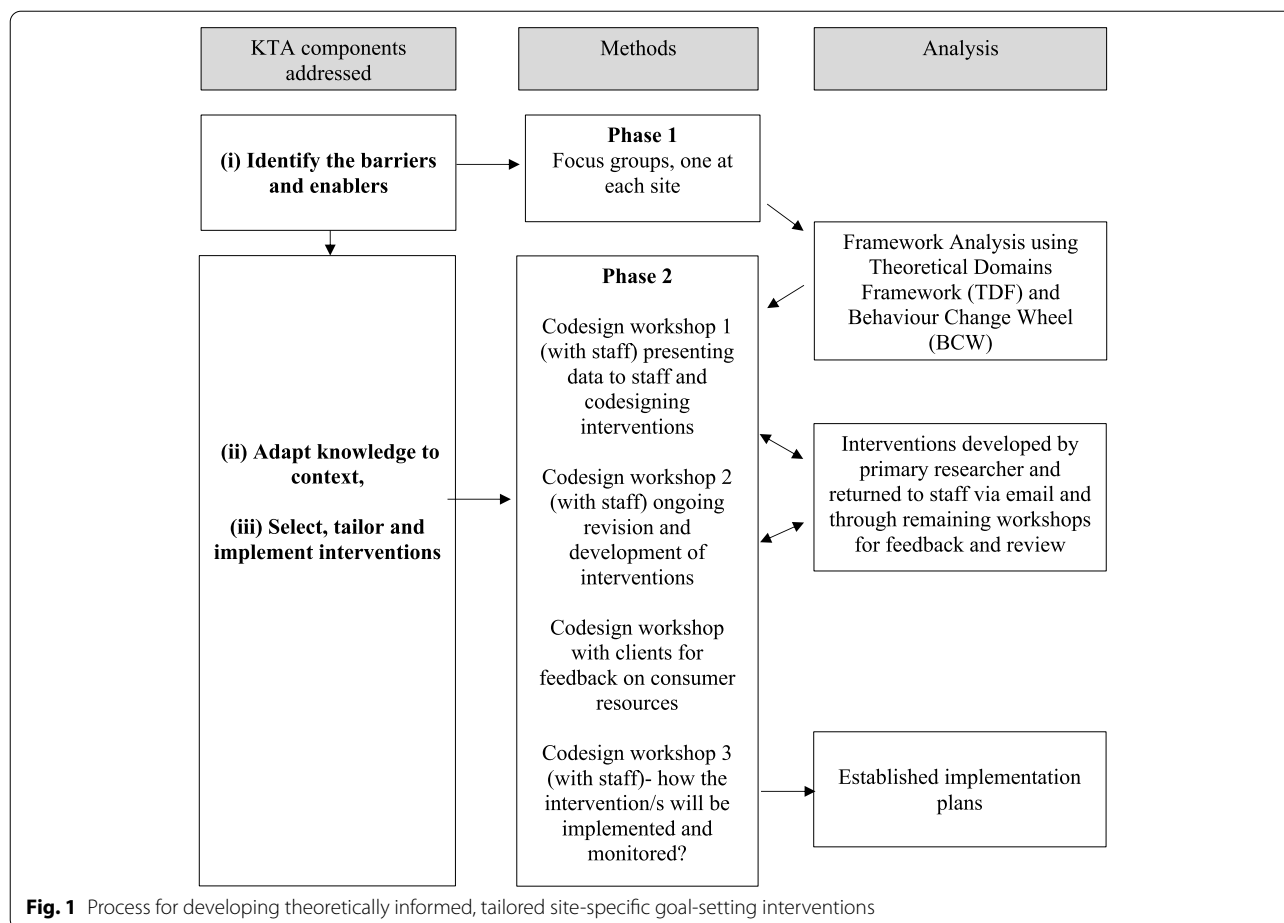 KTA components
addressed
Methods
Analysis
(i) Identify the barriers
and enablers
Phase 1
Focus groups, one at
each site
Framework Analysis using
Theoretical Domains
Framework (TDF) and
Behaviour Change Wheel
(BCW)
(ii) Adapt knowledge to
context,
(iii) Select, tailor and
implement interventions
Phase 2
Codesign workshop 1
(with staff) presenting
data to staff and
codesigning
interventions
Codesign workshop 2
(with staff) ongoing
revision and
development of
interventions
Codesign workshop
with clients for
feedback on consumer
resources
Codesign workshop 3
(with staff)- how the
intervention/s will be
implemented and
monitored?
Interventions developed by
primary researcher and
returned to staff via email and
through remaining workshops
for feedback and review
Established implementation
plans
Fig. 1 Process for developing theoretically informed, tailored site-specific goal-setting interventions